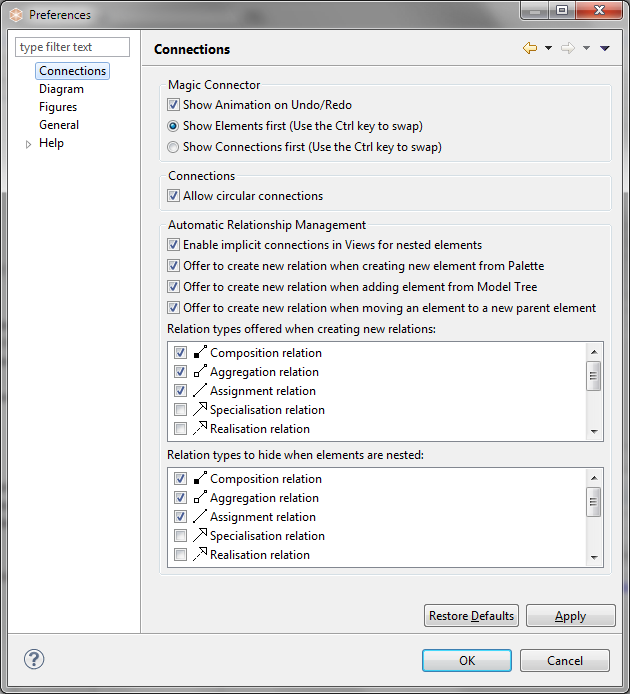 Preferences
type filter text
Connections
Diagram
Figures
General
Help
Connections
Magic Connector
Show Animation on Undo/Redo
Show Elements first (Use the Ctrl key to swap)
Show Connections first (Use the Ctrl key to swap)
Connections
Allow circular connections
Automatic Relationship Management
Enable implicit connections in Views for nested elements
Offer to create new relation when creating new element from Palette
Offer to create new relation when adding element from Model Tree
Offer to create new relation when moving an element to a new parent element
Relation types offered when creating new relations:
Composition relation
Aggregation relation
Assignment relation
Specialisation relation
Realisation relation
Relation types to hide when elements are nested:
Composition relation
Aggregation relation
Assignment relation
Specialisation relation
Realisation relation
Restore Defaults
Apply
?
OK
Cancel